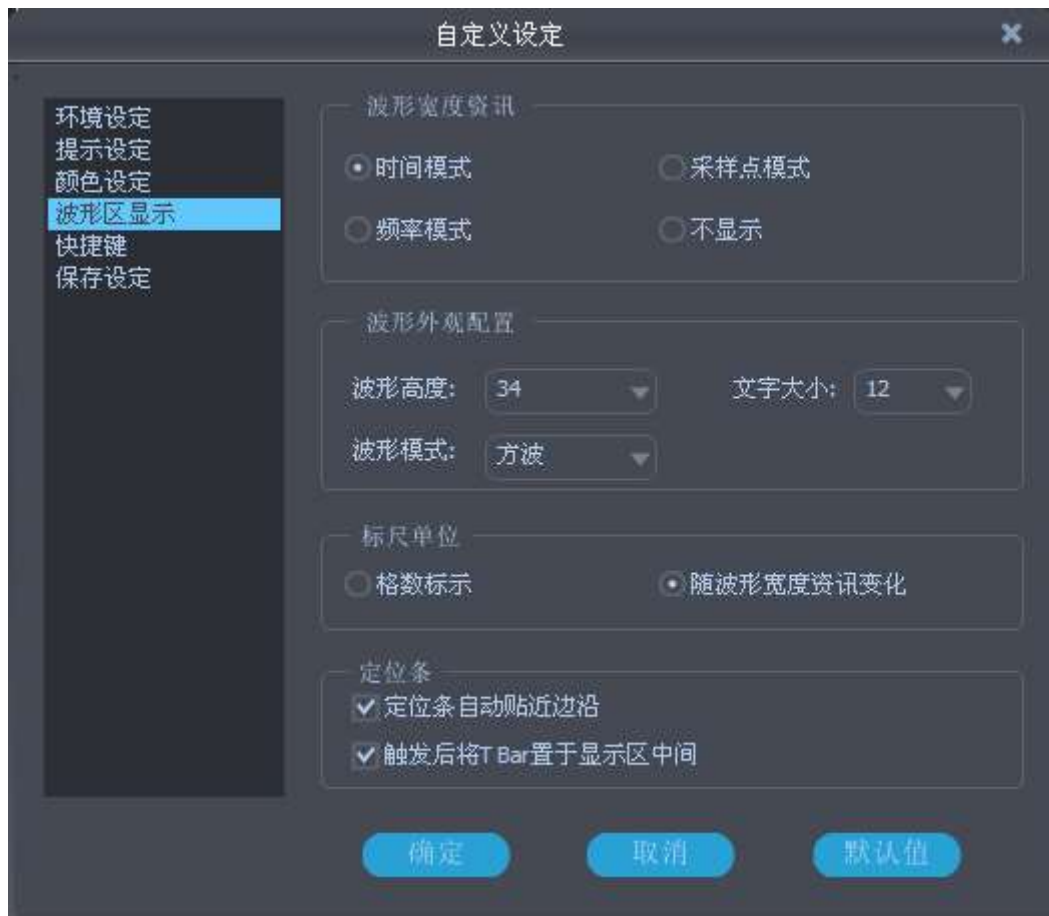 自定义设定
环境设定
提示设定
颜色设定
波形区显示
快捷键
保存设定
波形宽度资讯
时间模式 采样点模式
频率模式 不显示
波形外观配置
波形高度: 34 文字大小: 12
波形模式: 方波
标尺单位
格数标示 随波形宽度资讯变化
定位条
定位条自动贴近边沿
触发后将T Bar置于显示区中间
确定 取消 默认值